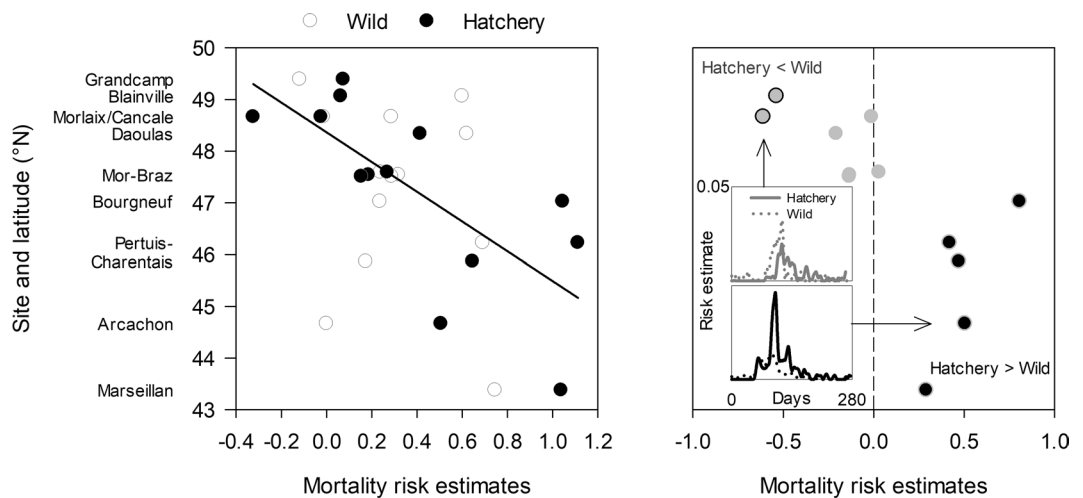 Wild Hatchery
Site and latitude (°N)
Grandcamp
Blainville
Morlaix/Cancale
Daoulas
Mor-Braz
Bourgneuf
Pertuis-
Charentais
Arcachon
Marseillan
50
49
48
47
46
45
44
43
-0.4 -0.2 0.0 0.2 0.4 0.6 0.8 1.0 1.2
Mortality risk estimates
Hatchery < Wild
0.05
Hatchery
Wild
Risk estimate
Hatchery > Wild
0 Days 280
-1.0 -0.5 0.0 0.5 1.0
Mortality risk estimates